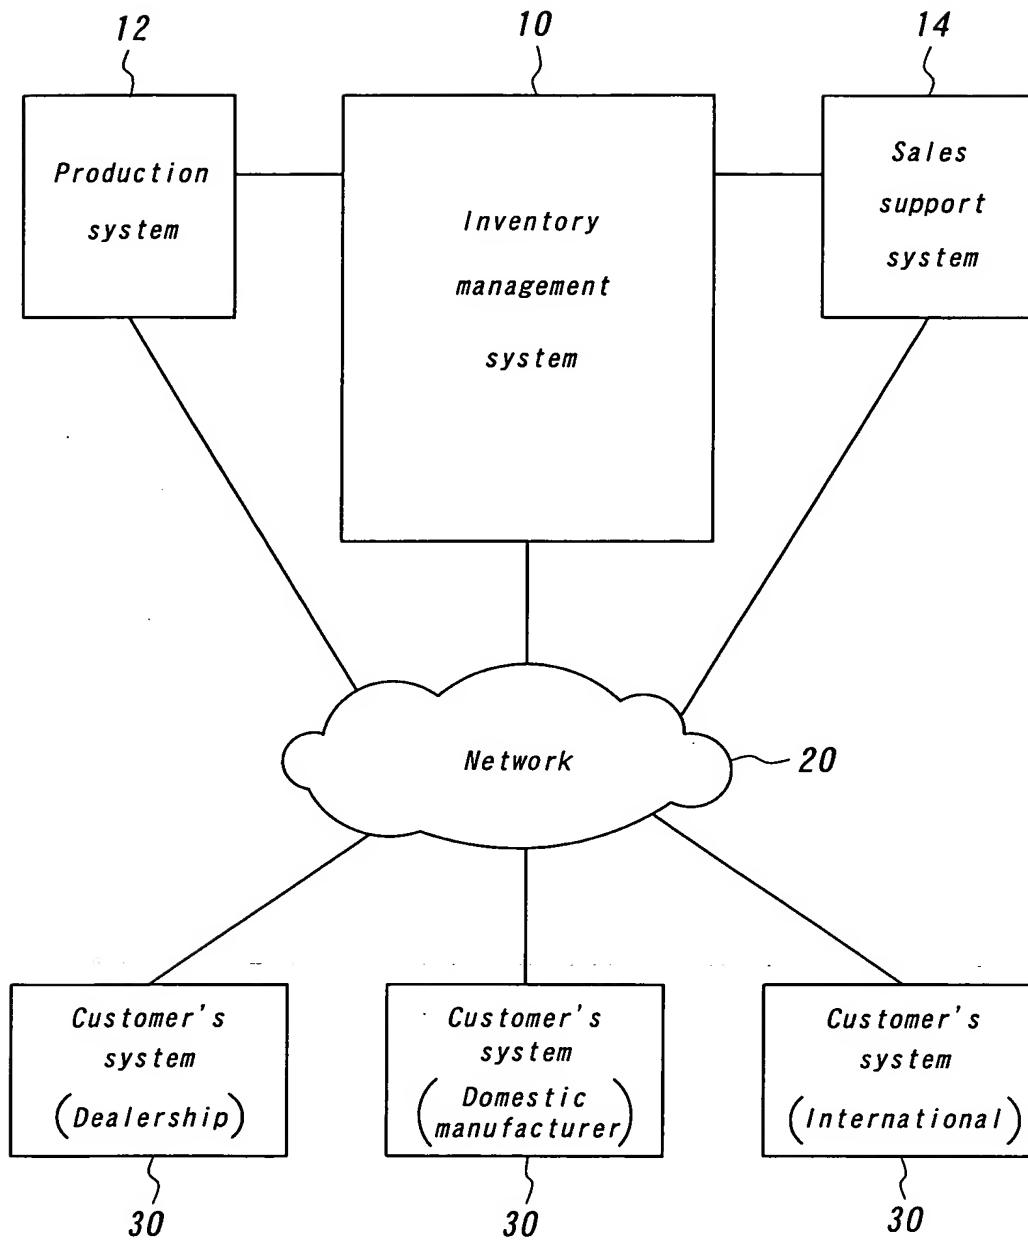 12
10
14
Production
system
Inventory
management
system
Sales
support
system
Network
20
Customer's
system
(Dealership)
Customer's
system
(Domestic
manufacturer)
Customer's
system
(International)
30
30
30